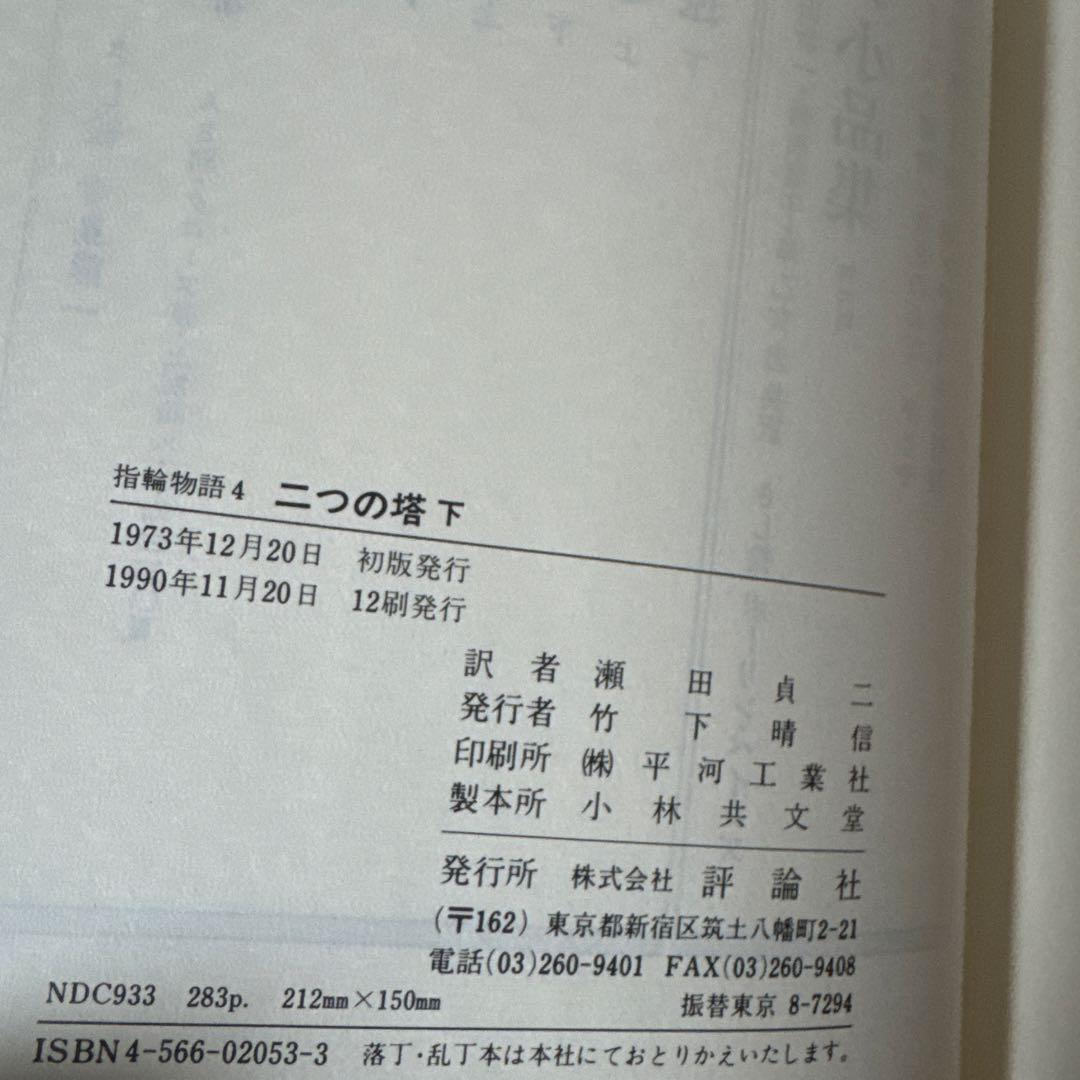 指輪物語4 二つの塔 下
1973年12月20日 初版発行
1990年11月20日 12刷発行
訳者 瀬田貞二
発行者 竹下晴信
印刷所 ㈱平河工業社
製本所 小林共文堂
発行所 株式会社 評論社
(〒162) 東京都新宿区筑土八幡町2-21
電話(03)260-9401 FAX(03)260-9408
振替東京 8-7294
NDC933 283p. 212mm×150mm
ISBN4-566-02053-3 落丁・乱丁本は本社にておとりかえいたします。